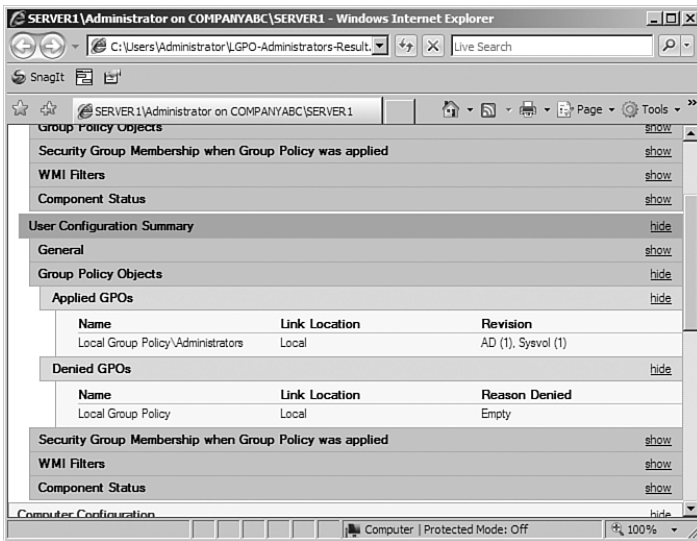 SERVER1\Administrator on COMPANYABC\SERVER1 - Windows Internet Explorer
C:\Users\Administrator\LGPO-Administrators-Result.
Live Search
SnagIt
SERVER1\Administrator on COMPANYABC\SERVER1
Page
Tools
»
Group Policy Objects show
Security Group Membership when Group Policy was applied show
WMI Filters show
Component Status show
User Configuration Summary hide
General show
Group Policy Objects hide
Applied GPOs hide
Name Link Location Revision
Local Group Policy\Administrators Local AD (1), Sysvol (1)
Denied GPOs hide
Name Link Location Reason Denied
Local Group Policy Local Empty
Security Group Membership when Group Policy was applied show
WMI Filters show
Component Status show
Computer Configuration hide
Computer | Protected Mode: Off 100%